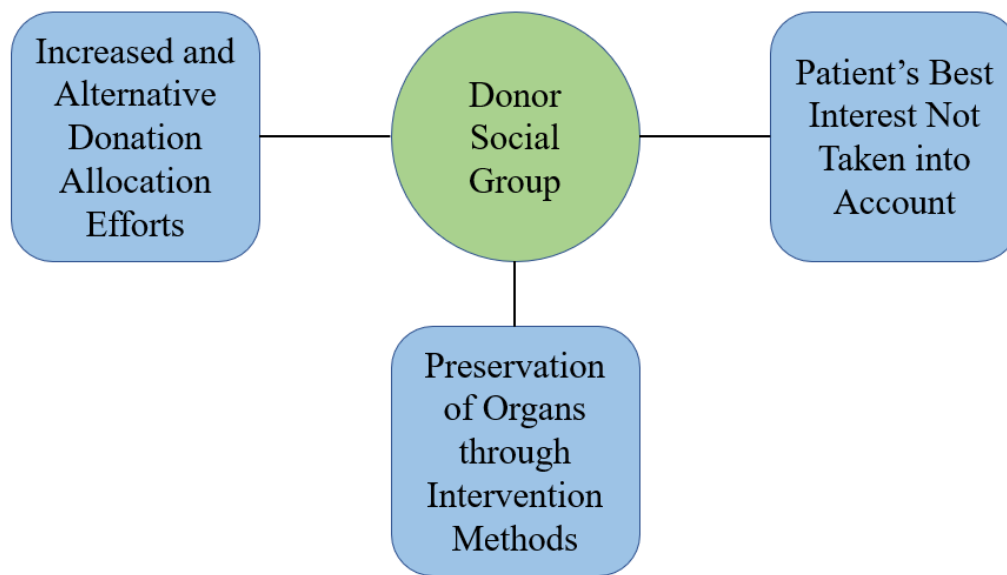 Increased and
Alternative
Donation
Allocation
Efforts
Donor
Social
Group
Patient’s Best
Interest Not
Taken into
Account
Preservation
of Organs
through
Intervention
Methods